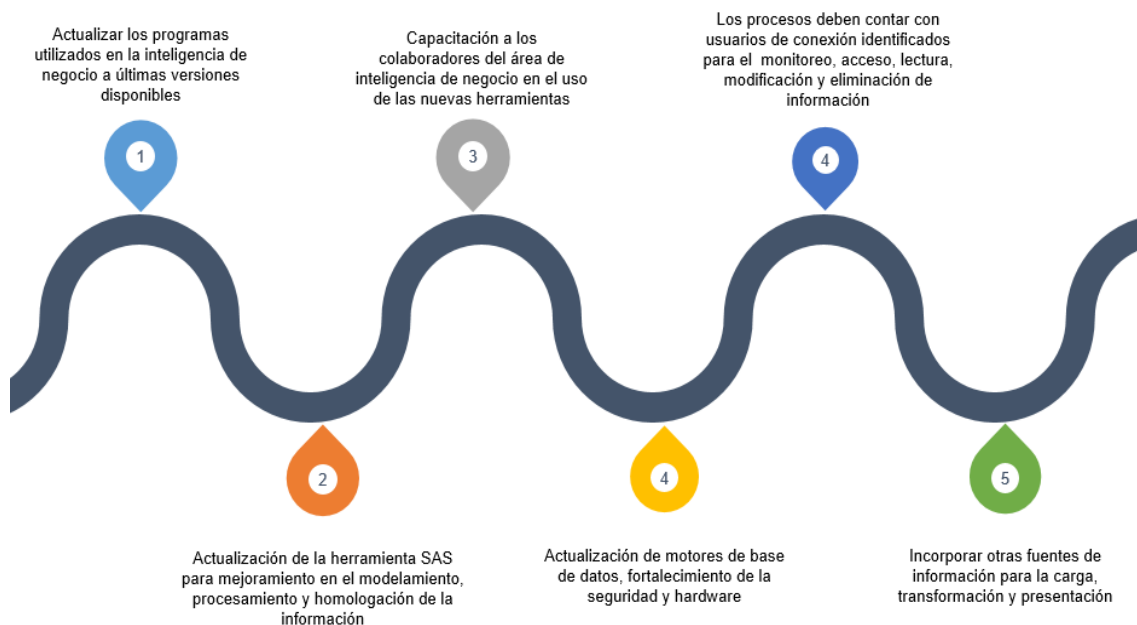 Actualizar los programas
utilizados en la inteligencia de
negocio a últimas versiones
disponibles
1
Actualización de la herramienta SAS
para mejoramiento en el modelamiento,
procesamiento y homologación de la
información
2
Capacitación a los
colaboradores del área de
inteligencia de negocio en el uso
de las nuevas herramientas
3
Actualización de motores de base
de datos, fortalecimiento de la
seguridad y hardware
4
Los procesos deben contar con
usuarios de conexión identificados
para el monitoreo, acceso, lectura,
modificación y eliminación de
información
4
Incorporar otras fuentes de
información para la carga,
transformación y presentación
5